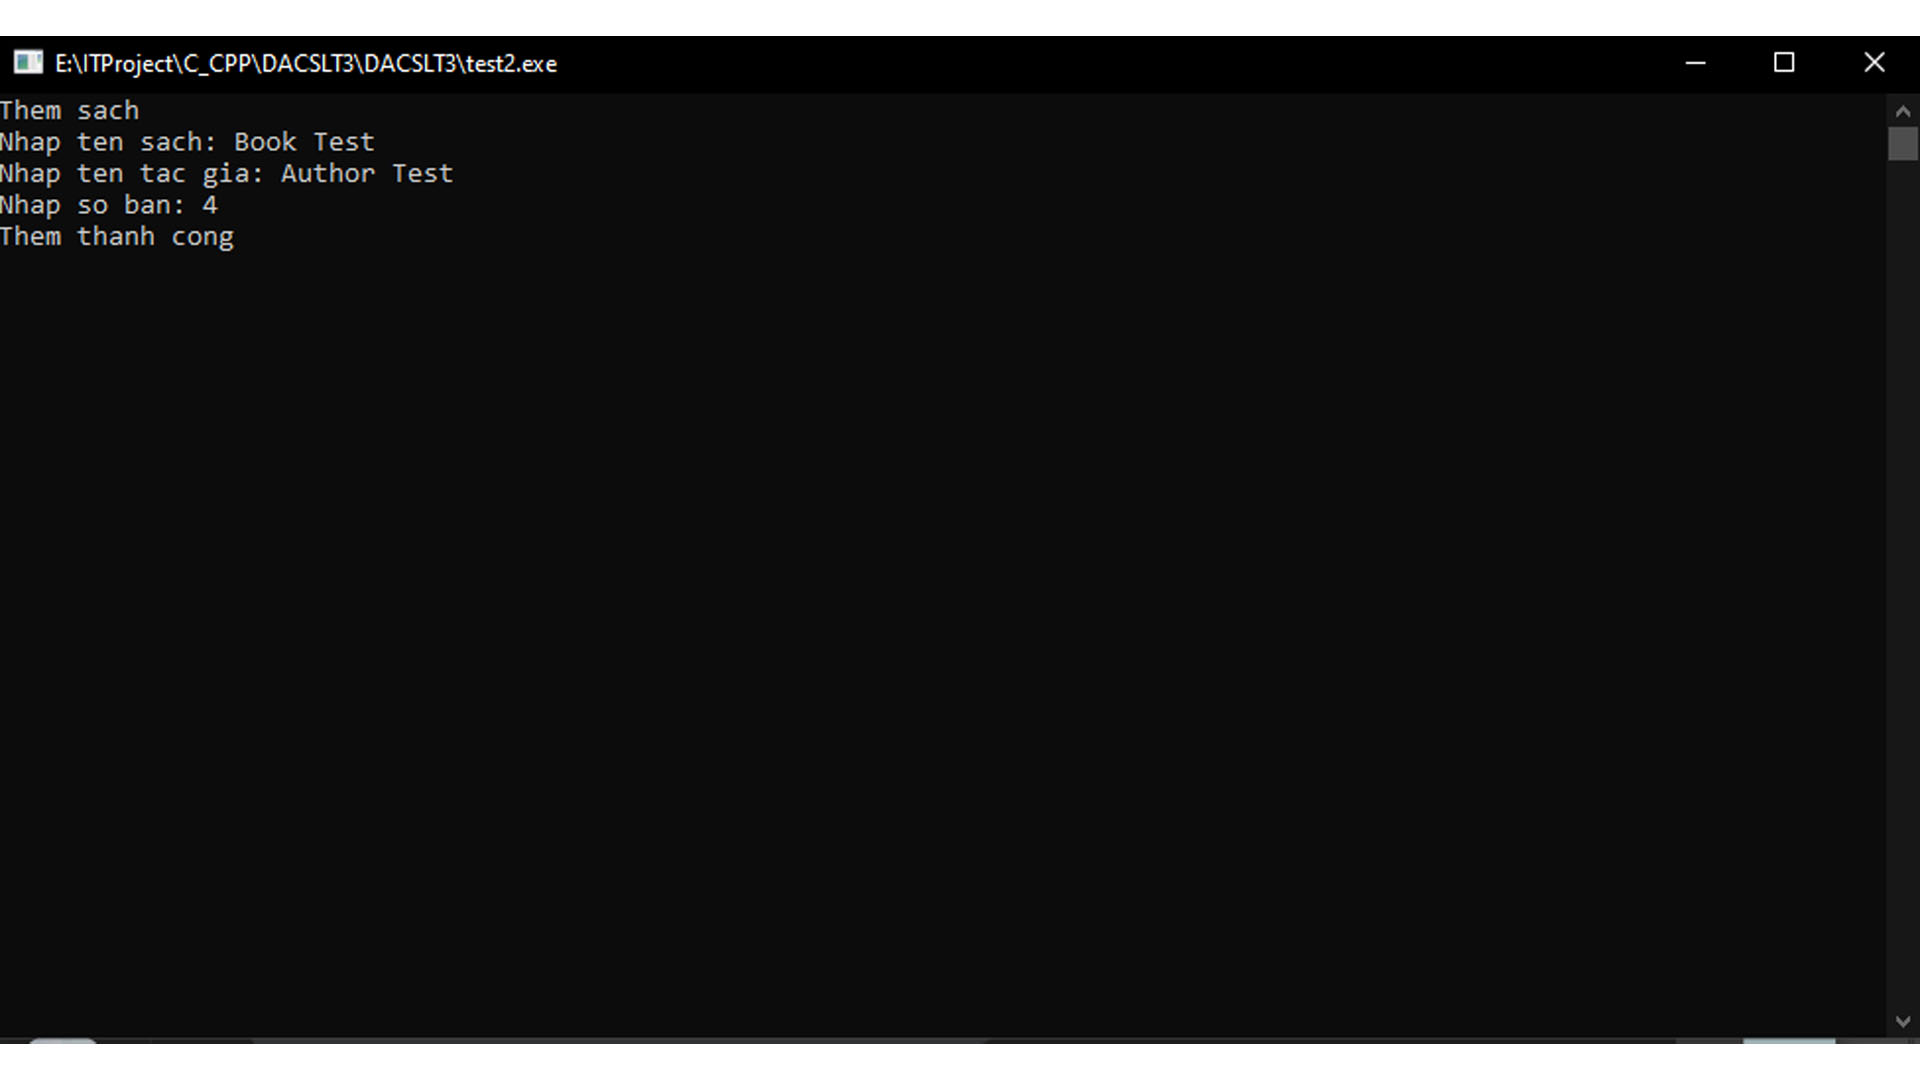 E:\ITProject\C_CPP\DACSLT3\DACSLT3\test2.exe
Them sach
Nhap ten sach: Book Test
Nhap ten tac gia: Author Test
Nhap so ban: 4
Them thanh cong